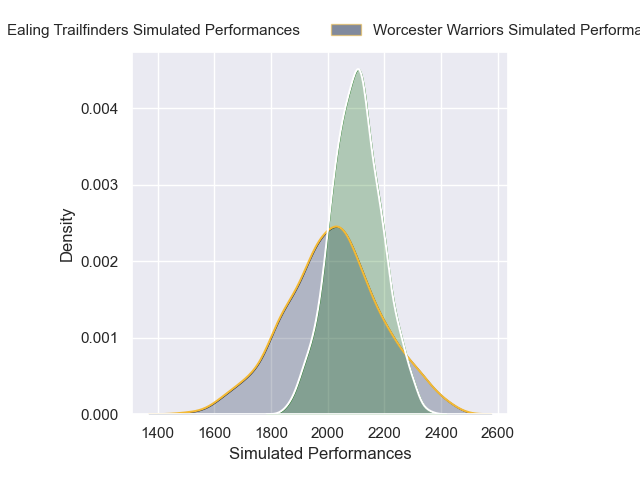 Ealing Trailfinders Simulated Performances
Worcester Warriors Simulated Performa
0.004
0.003
0.002
0.001
0.000
Density
1400 1600 1800 2000 2200 2400 2600
Simulated Performances